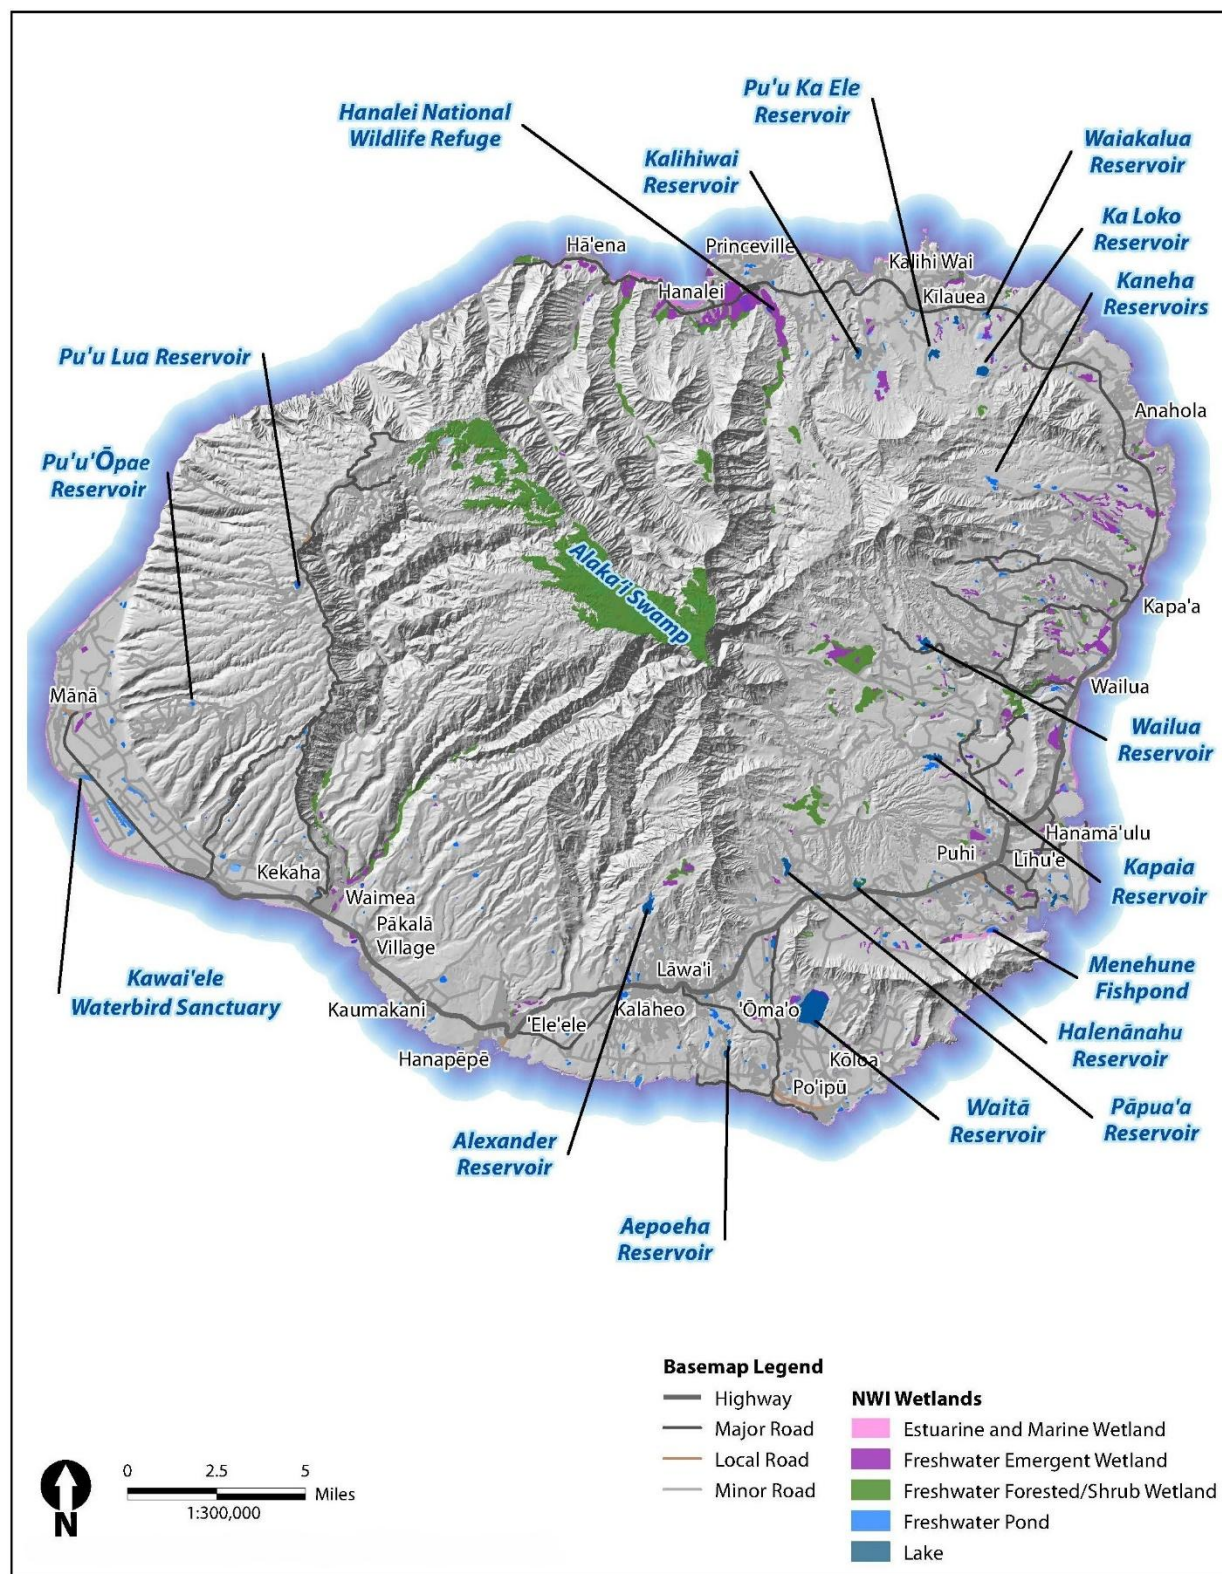 Hanalei National
Wildlife Refuge
Pu'u Ka Ele
Reservoir
Kalihiwai
Reservoir
Waiakalua
Reservoir
Ka Loko
Reservoir
Kaneha
Reservoirs
Hā'ena
Princeville
Kalihi Wai
Hanalei
Kīlauea
Pu'u Lua Reservoir
Anahola
Pu'u'Ōpae
Reservoir
Alaka'i Swamp
Kapa'a
Mānā
Wailua
Wailua
Reservoir
Hanamā'ulu
Puhi
Līhu'e
Kekaha
Waimea
Kapaia
Reservoir
Pākalā
Village
Lāwa'i
Menehune
Fishpond
Kawai'ele
Waterbird Sanctuary
Kaumakani
'Ele'ele
Kalāheo
'Ōma'o
Halenānahu
Reservoir
Hanapēpē
Kōloa
Po'ipū
Waitā
Reservoir
Pāpua'a
Reservoir
Alexander
Reservoir
Aepoeha
Reservoir
Basemap Legend
Highway
Major Road
Local Road
Minor Road
NWI Wetlands
Estuarine and Marine Wetland
Freshwater Emergent Wetland
Freshwater Forested/Shrub Wetland
Freshwater Pond
Lake
N
0 2.5 5
Miles
1:300,000